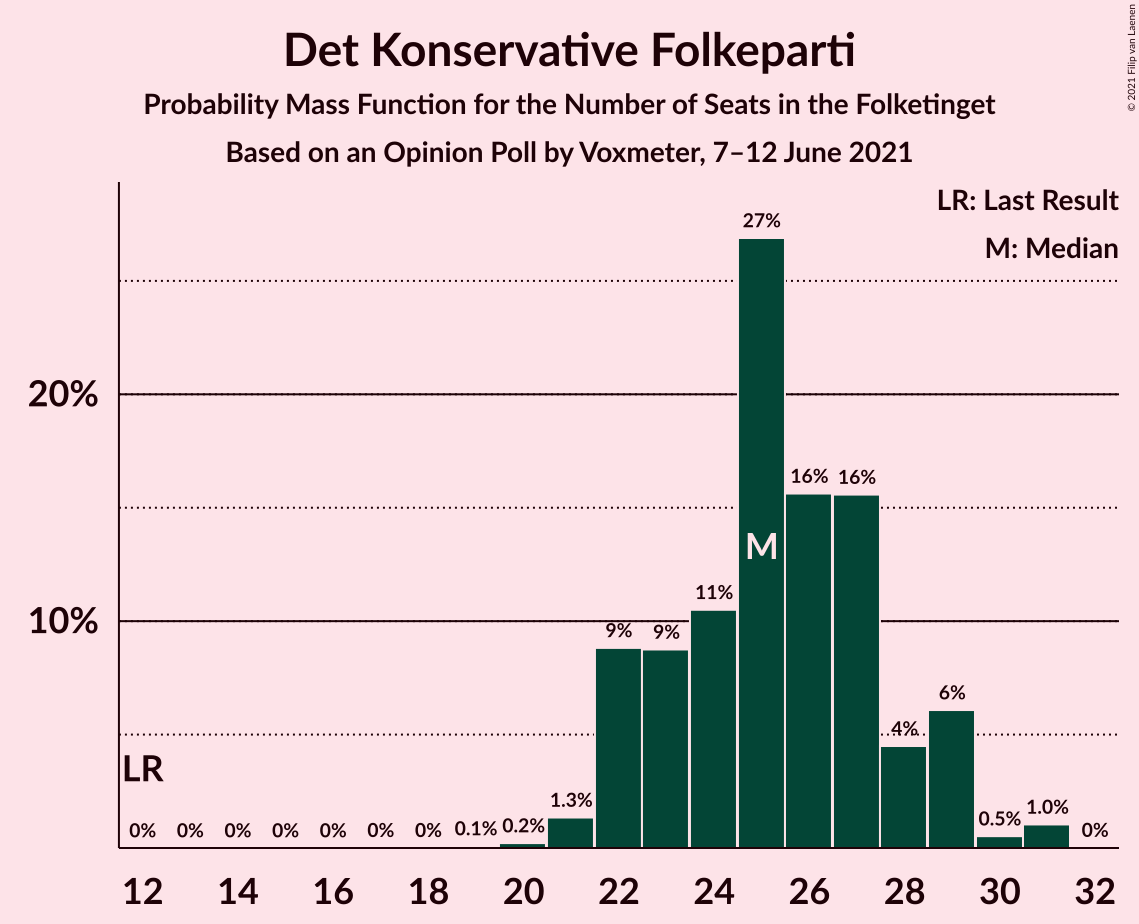 Det Konservative Folkeparti
Probability Mass Function for the Number of Seats in the Folketinget
Based on an Opinion Poll by Voxmeter, 7–12 June 2021
© 2021 Filip van Laenen
LR: Last Result
M: Median
27%
20%
16% 16%
M
11%
10%
9% 9%
6%
4%
LR
1.3% 1.0%
0% 0% 0% 0% 0% 0% 0% 0.1% 0.2% 0.5% 0%
12 14 16 18 20 22 24 26 28 30 32